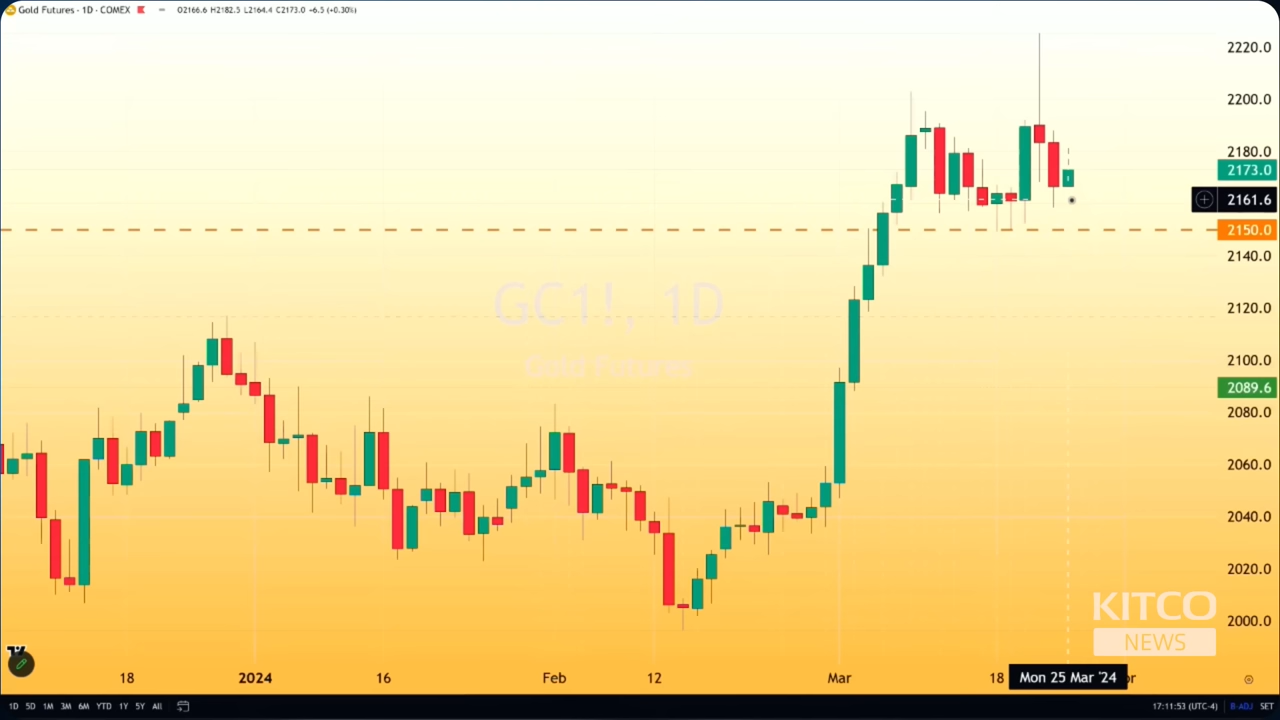 Gold Futures · 1D · COMEX
O2166.6 H2182.5 L2164.4 C2173.0 +6.5 (+0.30%)
2220.0
2200.0
2180.0
2173.0
2161.6
2150.0
2140.0
2120.0
2100.0
2089.6
2080.0
2060.0
2040.0
2020.0
2000.0
GC1!, 1D
Gold Futures
KITCO
NEWS
18 2024 16 Feb 12 Mar 18 Mon 25 Mar '24
1D 5D 1M 3M 6M YTD 1Y 5Y All
17:11:53 (UTC-4) B-ADJ SET